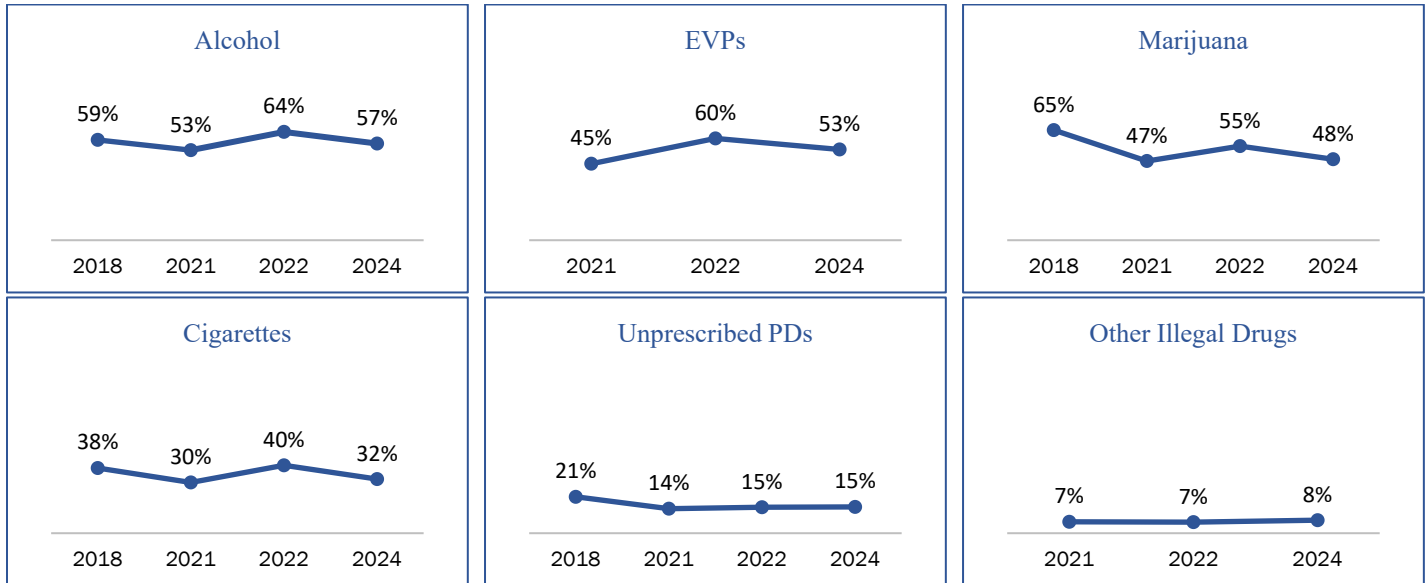 Alcohol
59%
53%
64%
57%
2018 2021 2022 2024
EVPs
45%
60%
53%
2021 2022 2024
Marijuana
65%
47%
55%
48%
2018 2021 2022 2024
Cigarettes
38%
30%
40%
32%
2018 2021 2022 2024
Unprescribed PDs
21%
14%
15%
15%
2018 2021 2022 2024
Other Illegal Drugs
7%
7%
8%
2021 2022 2024